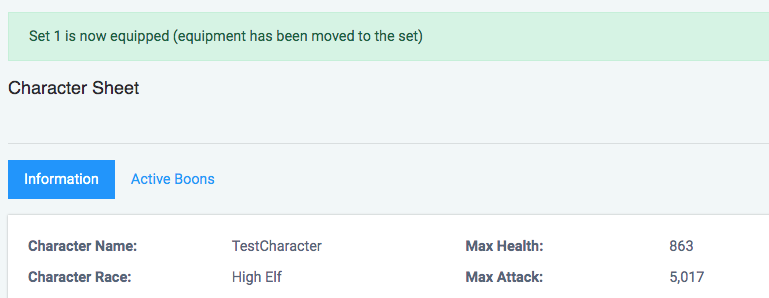 Set 1 is now equipped (equipment has been moved to the set)
Character Sheet
Information Active Boons
Character Name: TestCharacter Max Health: 863
Character Race: High Elf Max Attack: 5,017